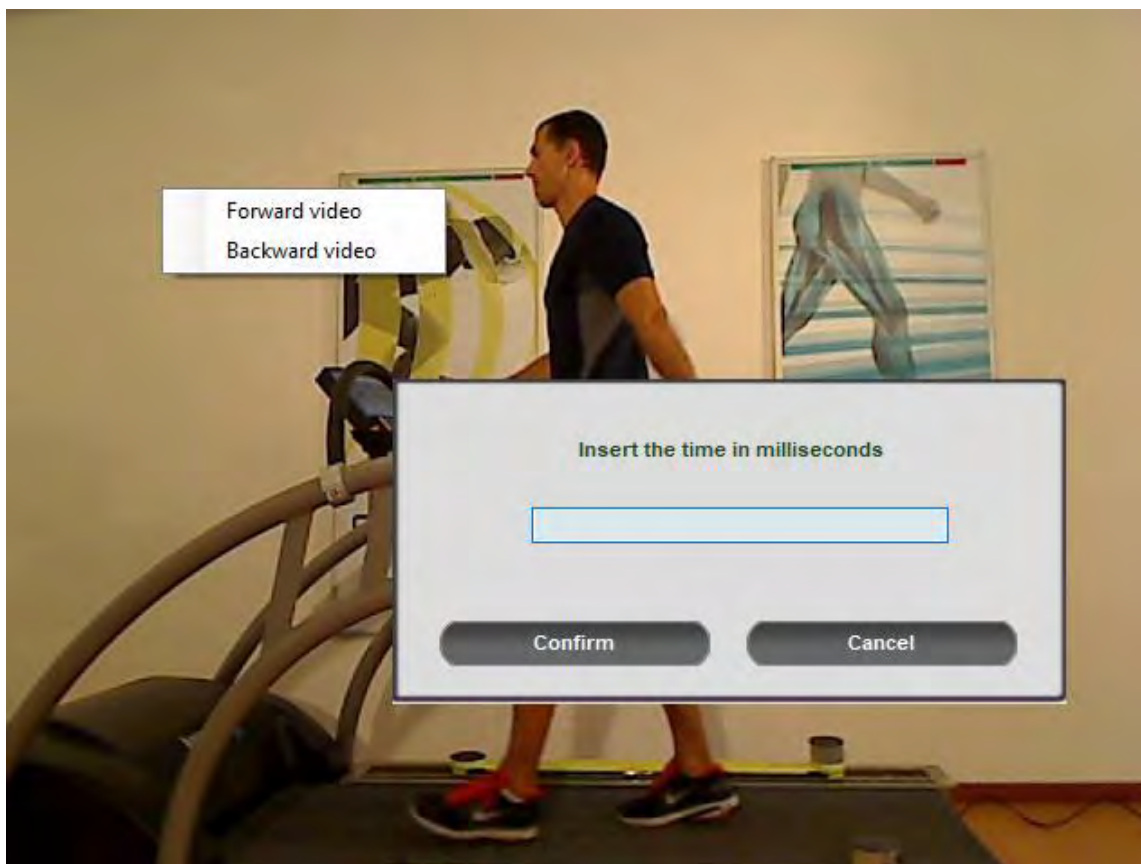 Forward video
Backward video
Insert the time in milliseconds
Confirm
Cancel